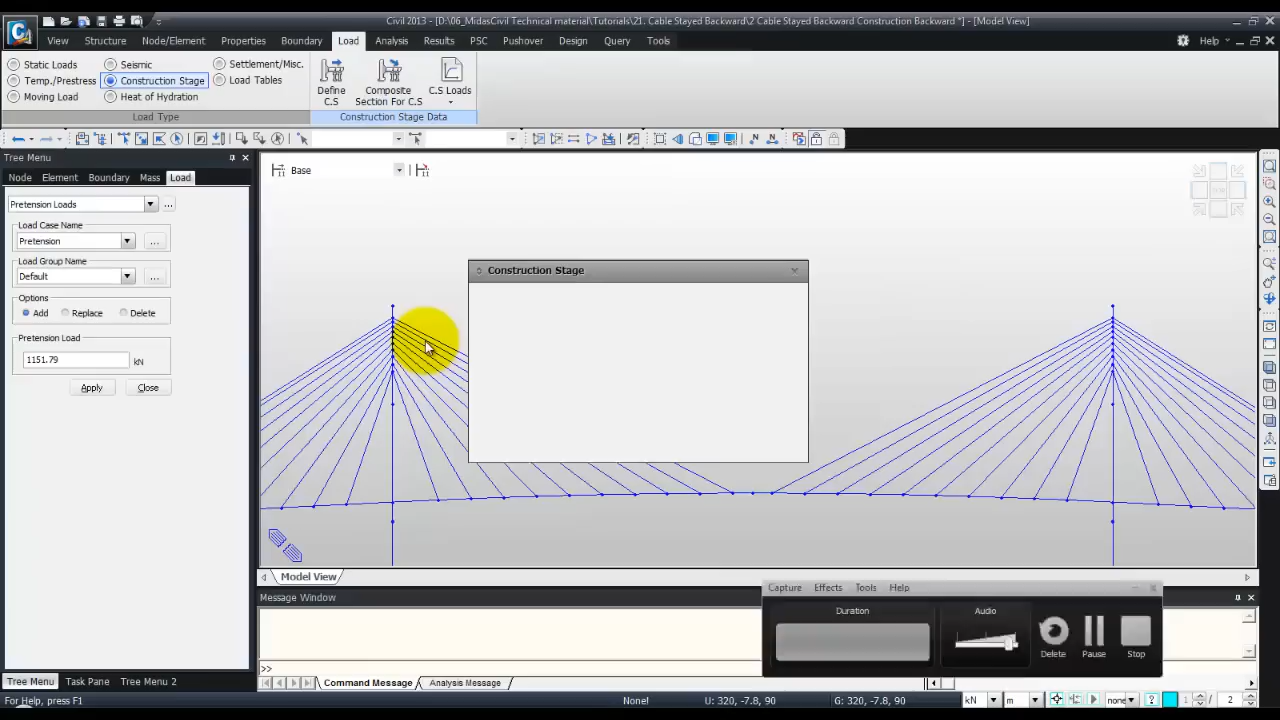 Civil 2013 - [D:\06_MidasCivil Technical material\Tutorials\21. Cable Stayed Backward\2 Cable Stayed Backward Construction Backward *] - [Model View]
View Structure Node/Element Properties Boundary Load Analysis Results PSC Pushover Design Query Tools Help
Static Loads Seismic Settlement/Misc.
Temp./Prestress Construction Stage Load Tables
Moving Load Heat of Hydration
Define C.S
Composite Section For C.S
C.S Loads
Load Type Construction Stage Data
Tree Menu
Base
Node Element Boundary Mass Load
Pretension Loads
...
Load Case Name
Pretension
...
Load Group Name
Default
...
Options
Add Replace Delete
Pretension Load
1151.79 kN
Apply Close
Construction Stage
Model View
Message Window
>>
Command Message Analysis Message
Capture Effects Tools Help
Duration Audio
Delete Pause Stop
Tree Menu Task Pane Tree Menu 2
For Help, press F1 None! U: 320, -7.8, 90 G: 320, -7.8, 90 kN m none 1 / 2